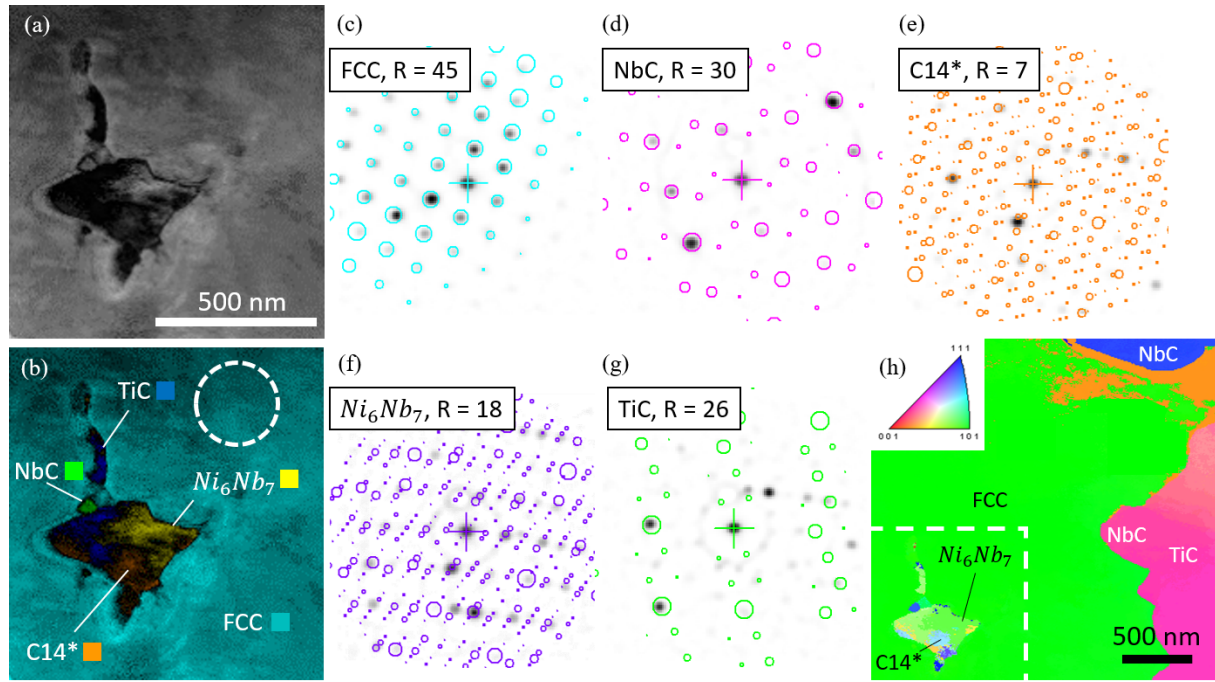 (a)
500 nm
(c)
FCC, R = 45
(d)
NbC, R = 30
(e)
C14*, R = 7
(b)
TiC
NbC
Ni₆Nb₇
FCC
C14*
(f)
Ni₆Nb₇, R = 18
(g)
TiC, R = 26
(h)
111
001
101
NbC
FCC
NbC
TiC
Ni₆Nb₇
C14*
500 nm